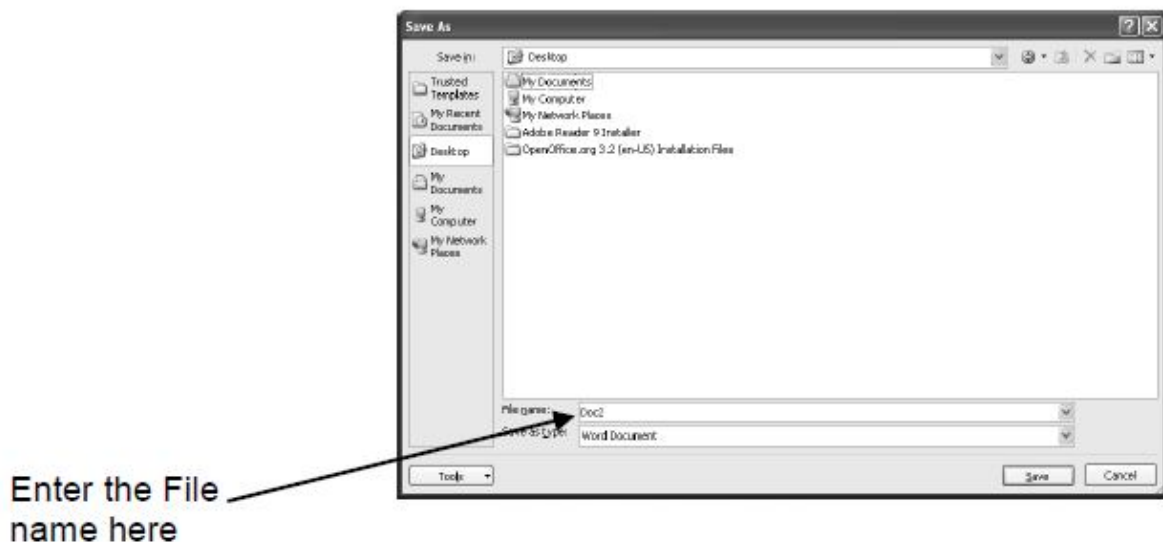 Save As
Save in:
Desktop
Trusted
Templates
My Recent
Documents
Desktop
My
Documents
My
Computer
My Network
Places
My Documents
My Computer
My Network Places
Adobe Reader 9 Installer
OpenOffice.org 3.2 (en-US) Installation Files
File name:
Doc2
Save as type:
Word Document
Tools
Save
Cancel
Enter the File
name here